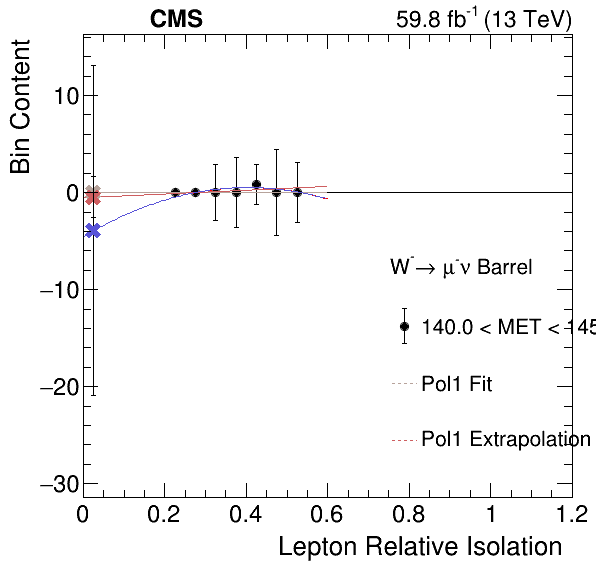 CMS
59.8 fb⁻¹ (13 TeV)
Bin Content
10
0
−10
−20
−30
W⁻→ μ⁻ν Barrel
140.0 < MET < 145
Pol1 Fit
Pol1 Extrapolation
0 0.2 0.4 0.6 0.8 1 1.2
Lepton Relative Isolation